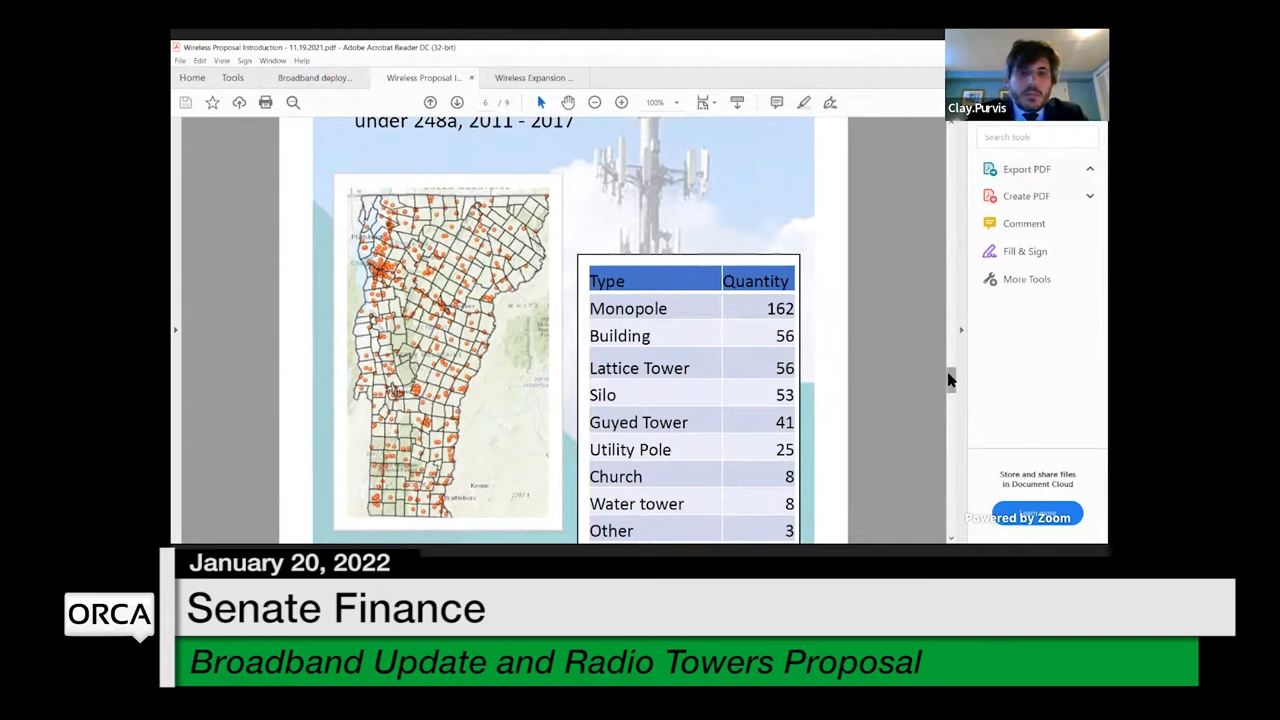 Wireless Proposal Introduction - 11.19.2021.pdf - Adobe Acrobat Reader DC (32-bit)
File Edit View Sign Window Help
Home Tools Broadband deploy... Wireless Proposal I... × Wireless Expansion ...
6 / 9 100%
Clay.Purvis
Search tools
Export PDF
Create PDF
Comment
Fill & Sign
More Tools
Store and share files
in Document Cloud
Powered by Zoom
under 248a, 2011 - 2017
Keene
Type Quantity
Monopole 162
Building 56
Lattice Tower 56
Silo 53
Guyed Tower 41
Utility Pole 25
Church 8
Water tower 8
Other 3
January 20, 2022
ORCA
Senate Finance
Broadband Update and Radio Towers Proposal